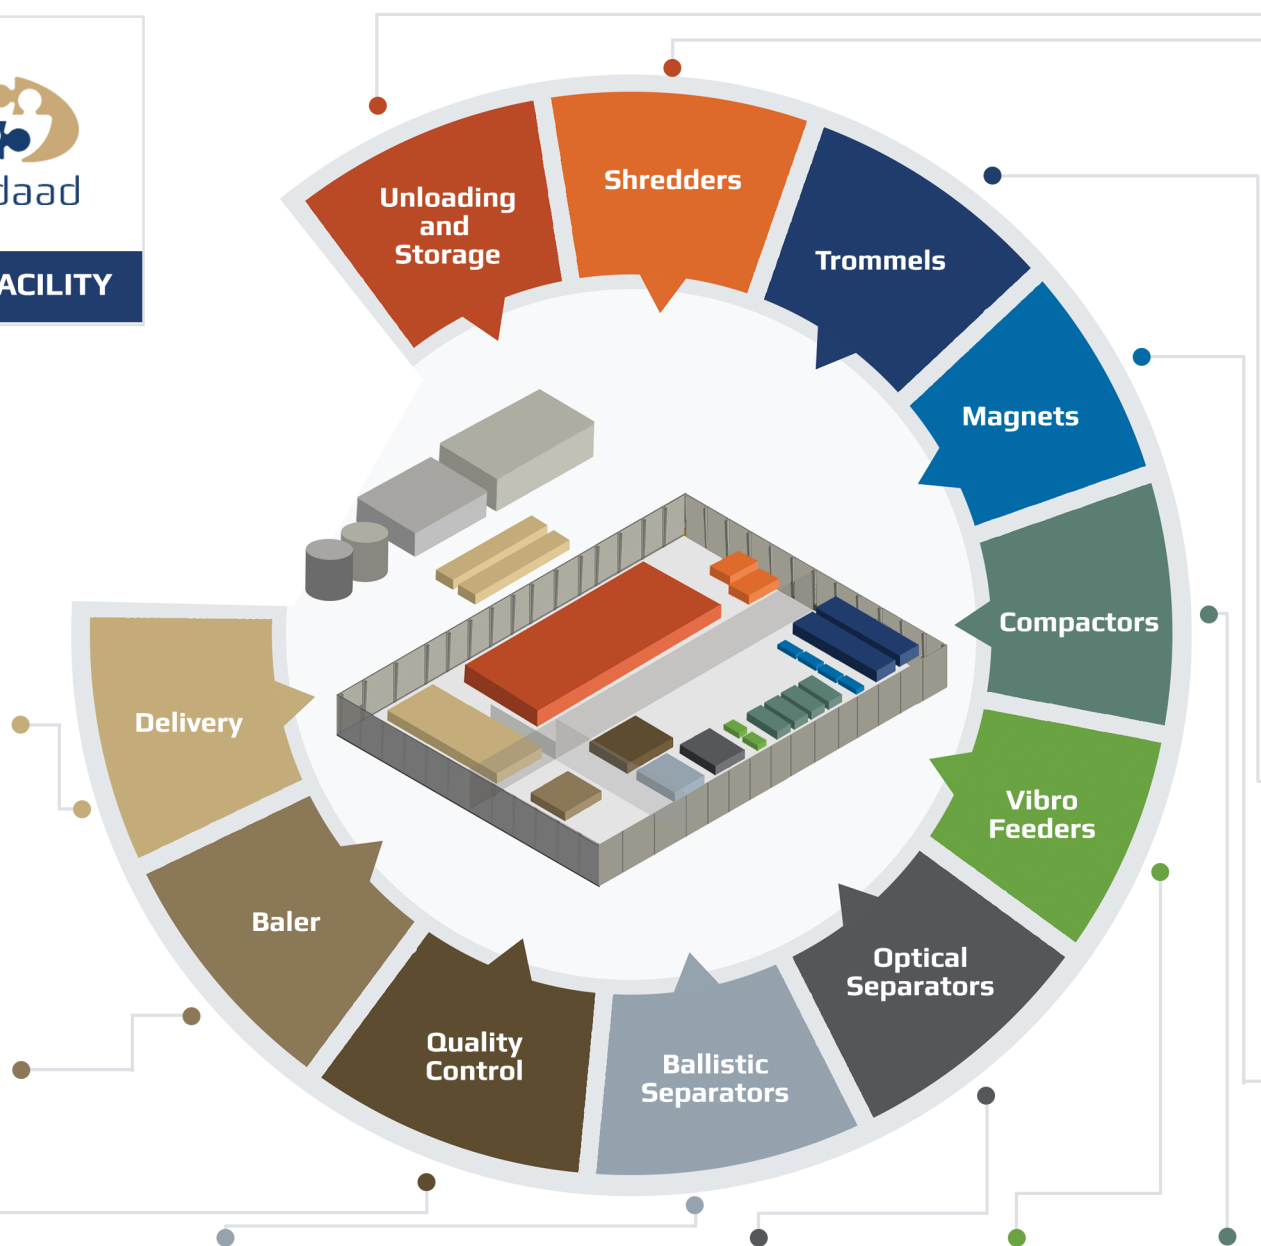 daad
ACILITY
Unloading
and
Storage
Shredders
Trommels
Magnets
Compactors
Vibro
Feeders
Optical
Separators
Ballistic
Separators
Quality
Control
Baler
Delivery